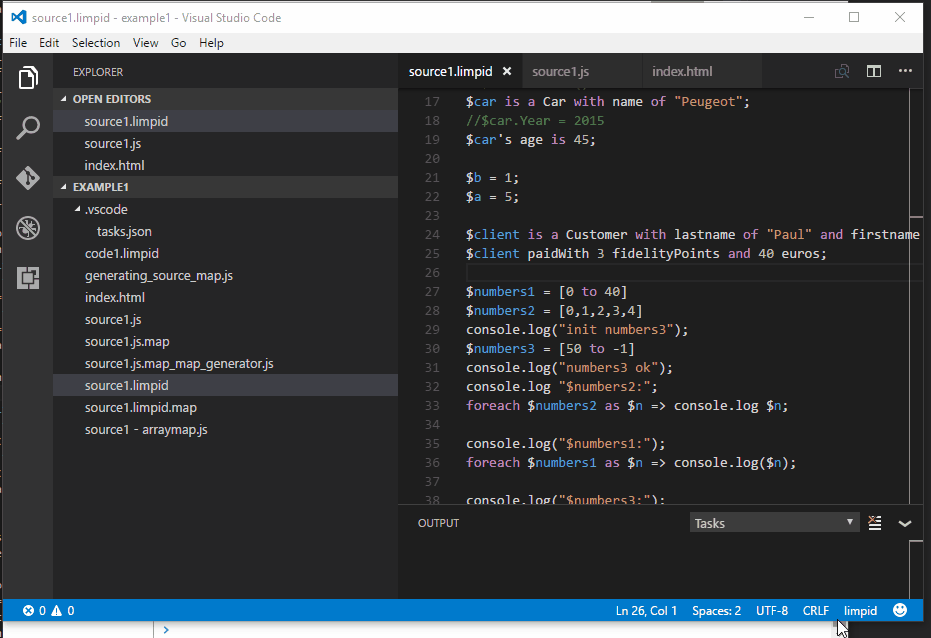 source1.limpid - example1 - Visual Studio Code
File Edit Selection View Go Help
EXPLORER
OPEN EDITORS
source1.limpid
source1.js
index.html
EXAMPLE1
.vscode
tasks.json
code1.limpid
generating_source_map.js
index.html
source1.js
source1.js.map
source1.js.map_map_generator.js
source1.limpid
source1.limpid.map
source1 - arraymap.js
source1.limpid source1.js index.html
17 $car is a Car with name of "Peugeot";
18 //$car.Year = 2015
19 $car's age is 45;
20
21 $b = 1;
22 $a = 5;
23
24 $client is a Customer with lastname of "Paul" and firstname
25 $client paidWith 3 fidelityPoints and 40 euros;
26
27 $numbers1 = [0 to 40]
28 $numbers2 = [0,1,2,3,4]
29 console.log("init numbers3");
30 $numbers3 = [50 to -1]
31 console.log("numbers3 ok");
32 console.log "$numbers2:";
33 foreach $numbers2 as $n => console.log $n;
34
35 console.log("$numbers1:");
36 foreach $numbers1 as $n => console.log($n);
37
38 console.log("$numbers3:");
OUTPUT Tasks
0 0 Ln 26, Col 1 Spaces: 2 UTF-8 CRLF limpid